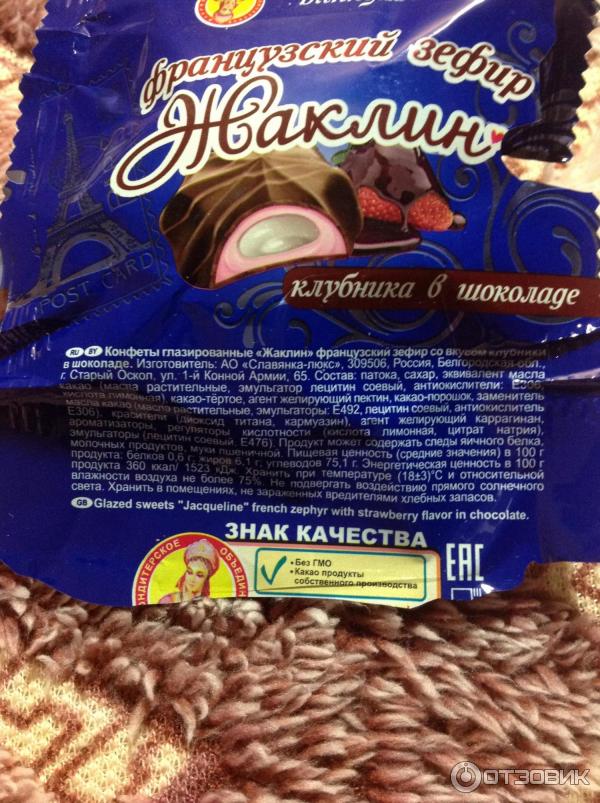 французский зефир
Жаклин
POST CARD
клубника в шоколаде
RU BY Конфеты глазированные «Жаклин» французский зефир со вкусом клубники
в шоколаде. Изготовитель: АО «Славянка-люкс», 309506, Россия, Белгородская обл.,
г. Старый Оскол, ул. 1-й Конной Армии, 65. Состав: патока, сахар, эквивалент масла
какао (масла растительные, эмульгатор лецитин соевый, антиокислители: Е306,
кислота лимонная), какао-тёртое, агент желирующий пектин, какао-порошок, заменитель
масла какао (масло растительные, эмульгаторы: Е492, лецитин соевый, антиокислитель
Е306), красители (диоксид титана, кармузин), агент желирующий каррагинан,
ароматизаторы, регуляторы кислотности (кислота лимонная, цитрат натрия),
эмульгаторы (лецитин соевый, Е476). Продукт может содержать следы яичного белка,
молочных продуктов, муки пшеничной. Пищевая ценность (средние значения) в 100 г
продукта: белков 0,6 г, жиров 6,1 г, углеводов 75,1 г. Энергетическая ценность в 100 г
продукта 360 ккал/ 1523 кДж. Хранить при температуре (18±3)°С и относительной
влажности воздуха не более 75%. Не подвергать воздействию прямого солнечного
света. Хранить в помещениях, не зараженных вредителями хлебных запасов.
GB Glazed sweets "Jacqueline" french zephyr with strawberry flavor in chocolate.
ЗНАК КАЧЕСТВА
ОНДИТЕРСКОЕ ОБЪЕДИН
• Без ГМО
• Какао продукты
собственного производства
ЕАС
ОТЗОВИК